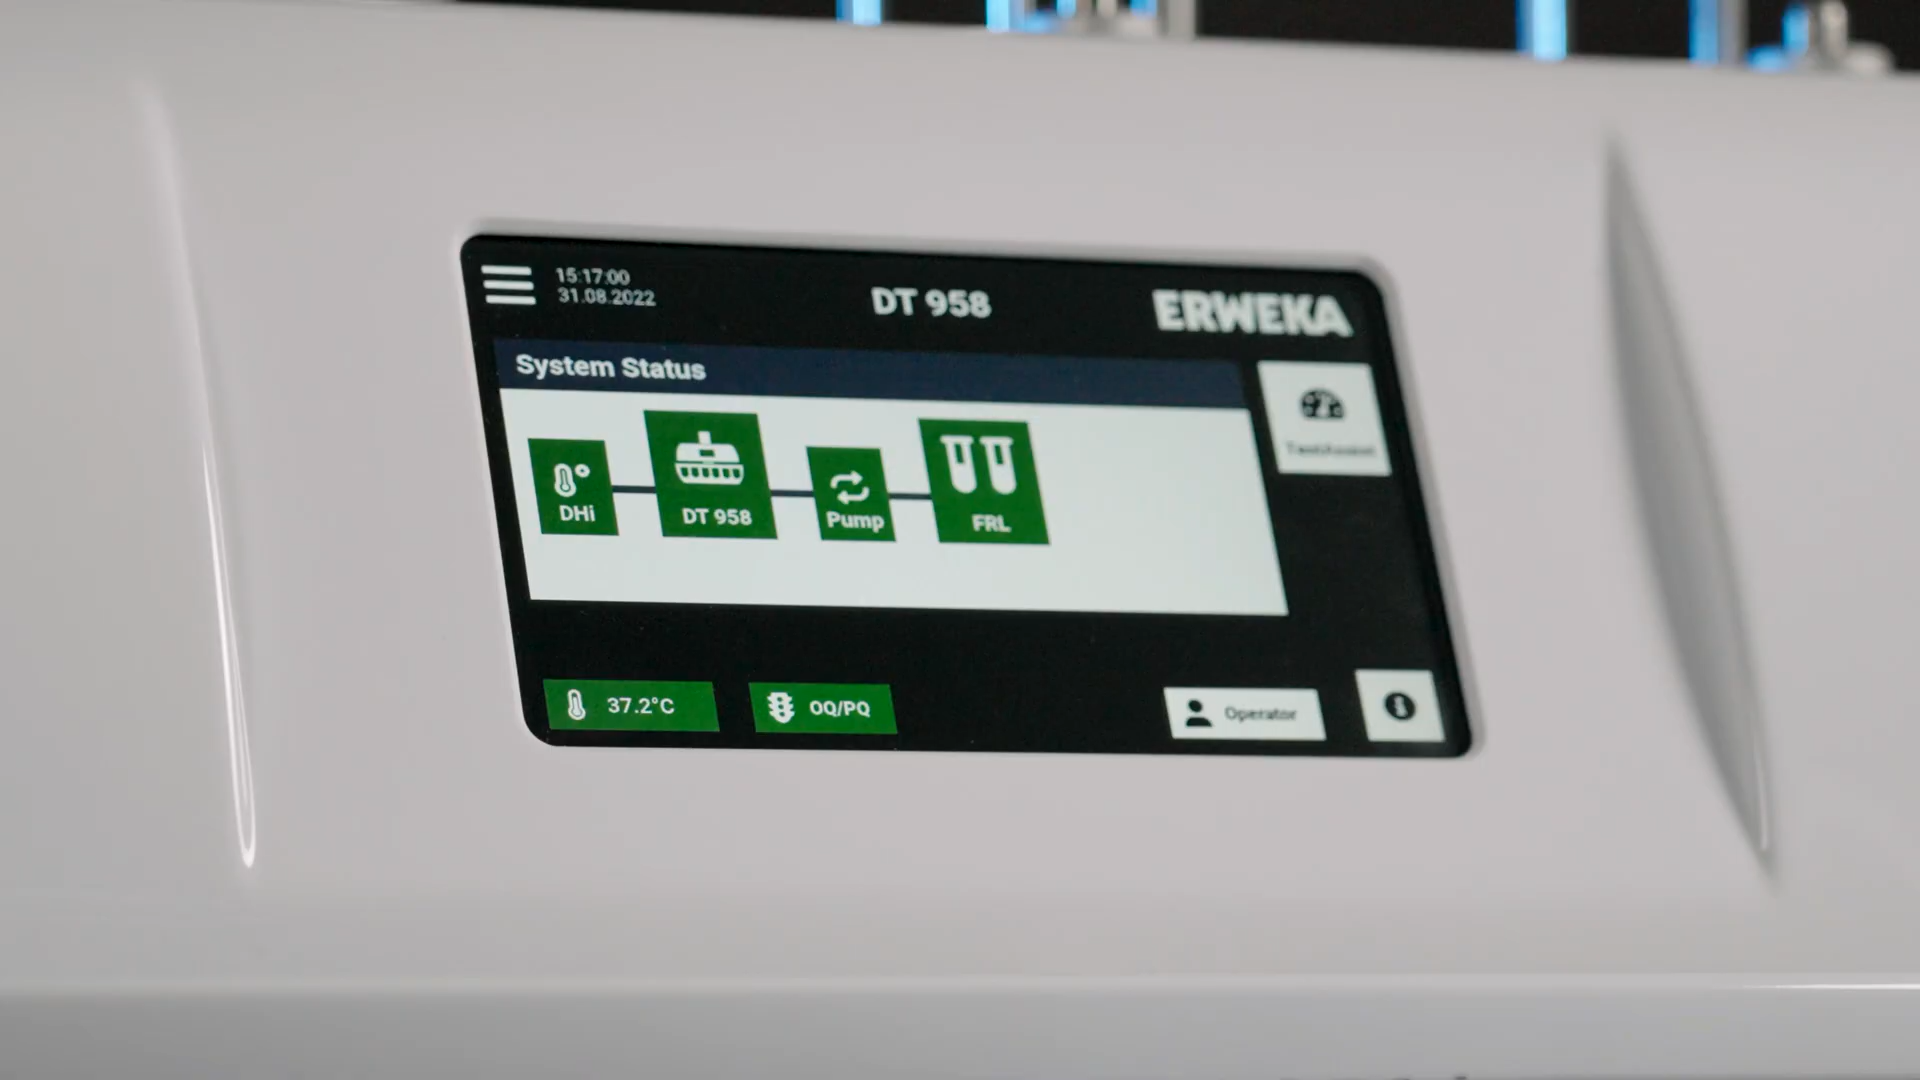 15:17:00
31.08.2022
DT 958
ERWEKA
System Status
DHi
DT 958
Pump
FRL
37.2°C
OQ/PQ
Operator